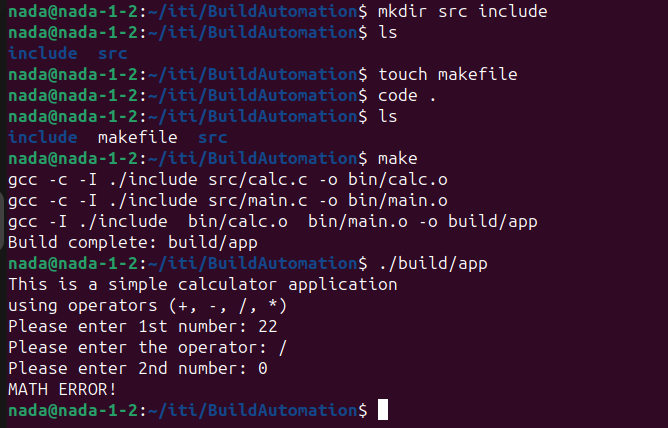 nada@nada-1-2:~/iti/BuildAutomation$ mkdir src include
nada@nada-1-2:~/iti/BuildAutomation$ ls
include  src
nada@nada-1-2:~/iti/BuildAutomation$ touch makefile
nada@nada-1-2:~/iti/BuildAutomation$ code .
nada@nada-1-2:~/iti/BuildAutomation$ ls
include  makefile  src
nada@nada-1-2:~/iti/BuildAutomation$ make
gcc -c -I ./include src/calc.c -o bin/calc.o
gcc -c -I ./include src/main.c -o bin/main.o
gcc -I ./include  bin/calc.o  bin/main.o -o build/app
Build complete: build/app
nada@nada-1-2:~/iti/BuildAutomation$ ./build/app
This is a simple calculator application
using operators (+, -, /, *)
Please enter 1st number: 22
Please enter the operator: /
Please enter 2nd number: 0
MATH ERROR!
nada@nada-1-2:~/iti/BuildAutomation$